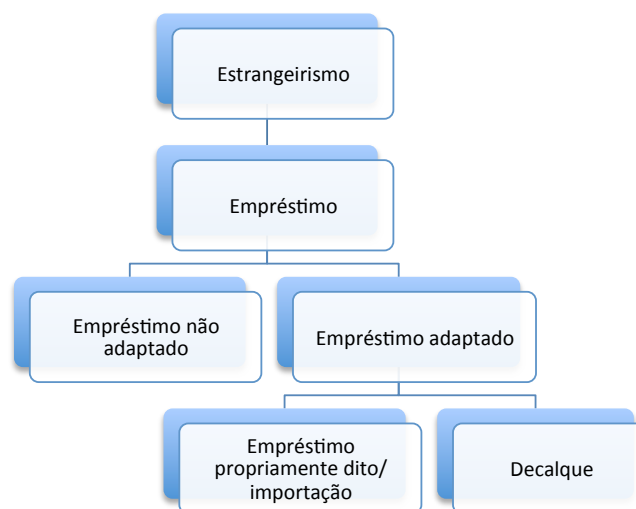 Estrangeirismo
Empréstimo
Empréstimo não
adaptado
Empréstimo adaptado
Empréstimo
propriamente dito/
importação
Decalque